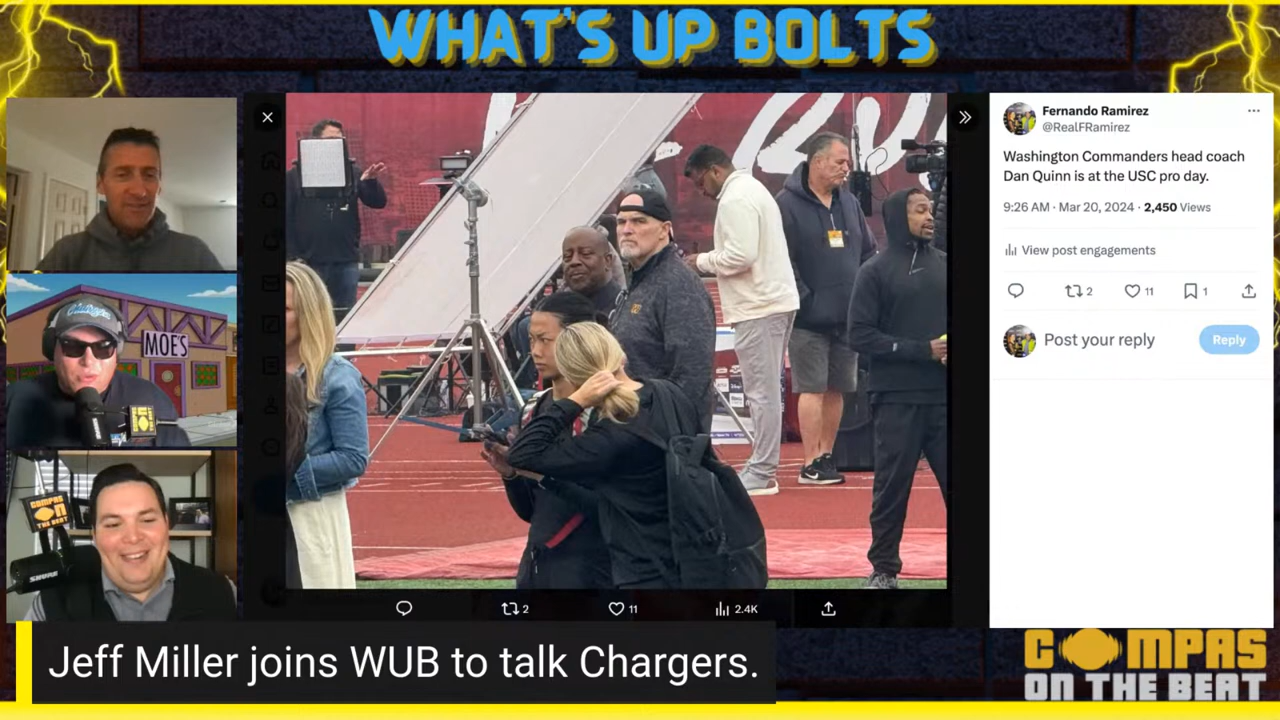 WHAT'S UP BOLTS
Fernando Ramirez
@RealFRamirez
Washington Commanders head coach
Dan Quinn is at the USC pro day.
9:26 AM · Mar 20, 2024 · 2,450 Views
View post engagements
2
11
1
Post your reply
Reply
MOE'S
COMPAS
ON
THE BEAT
SHURE
2
11
2.4K
Jeff Miller joins WUB to talk Chargers.
COMPAS
ON THE BEAT